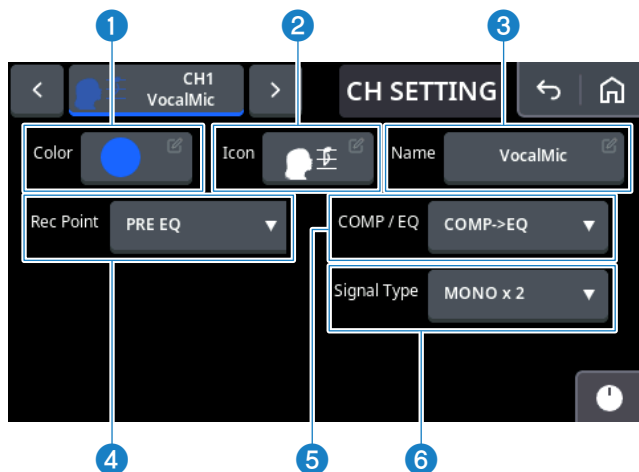 1 2 3
CH1
VocalMic
CH SETTING
Color
Icon
Name VocalMic
Rec Point PRE EQ
COMP / EQ COMP->EQ
Signal Type MONO x 2
4 5 6